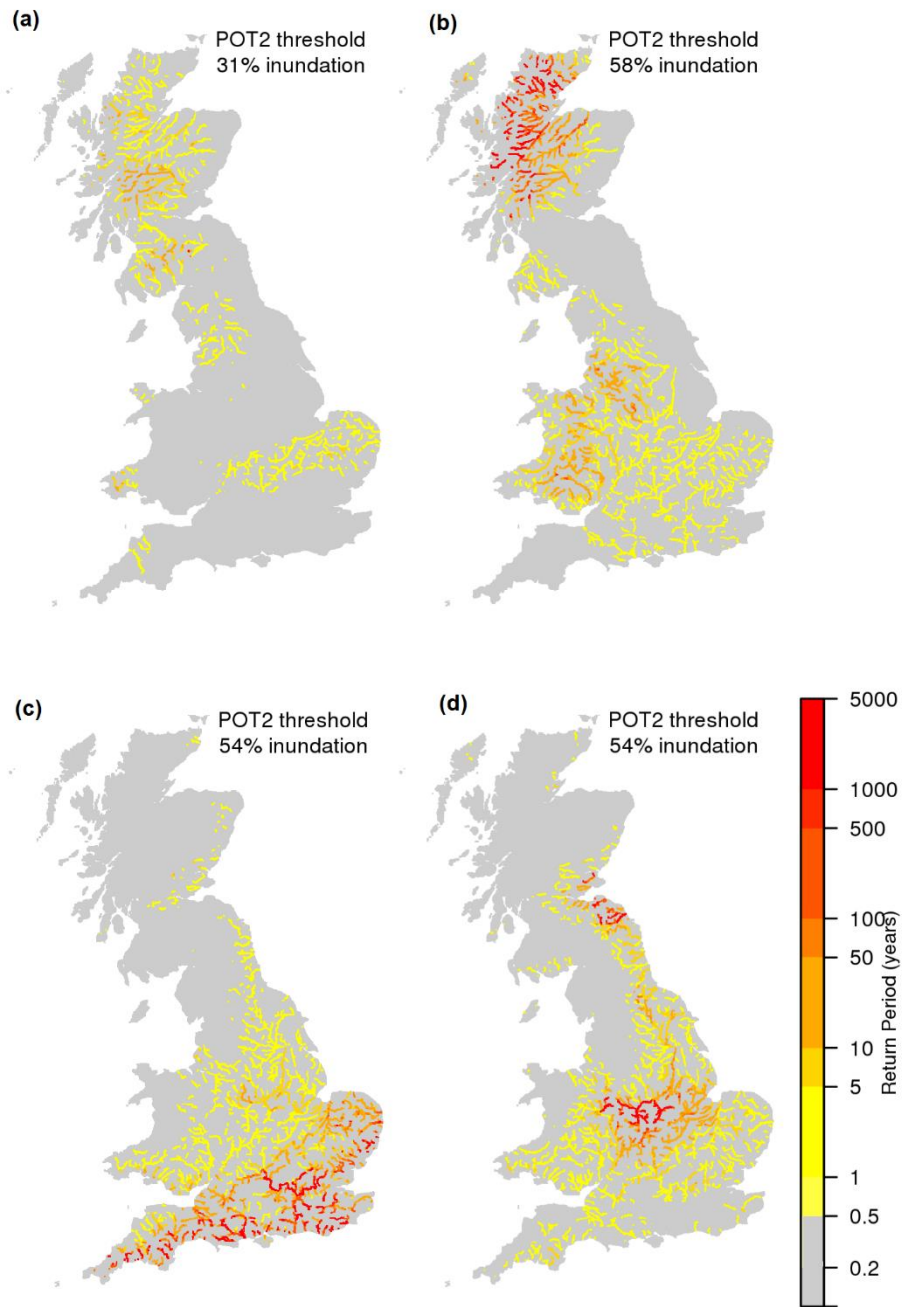 (a)
POT2 threshold
31% inundation
(b)
POT2 threshold
58% inundation
(c)
POT2 threshold
54% inundation
(d)
POT2 threshold
54% inundation
5000
1000
500
100
50
10
5
1
0.5
0.2
Return Period (years)